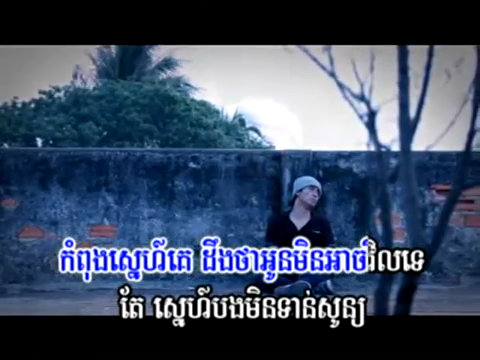 កំពុងស្នេហ៍គេ ដឹងថាអូនមិនអាចវិលទេ
តែ ស្នេហ៍បងមិនទាន់សូន្យ